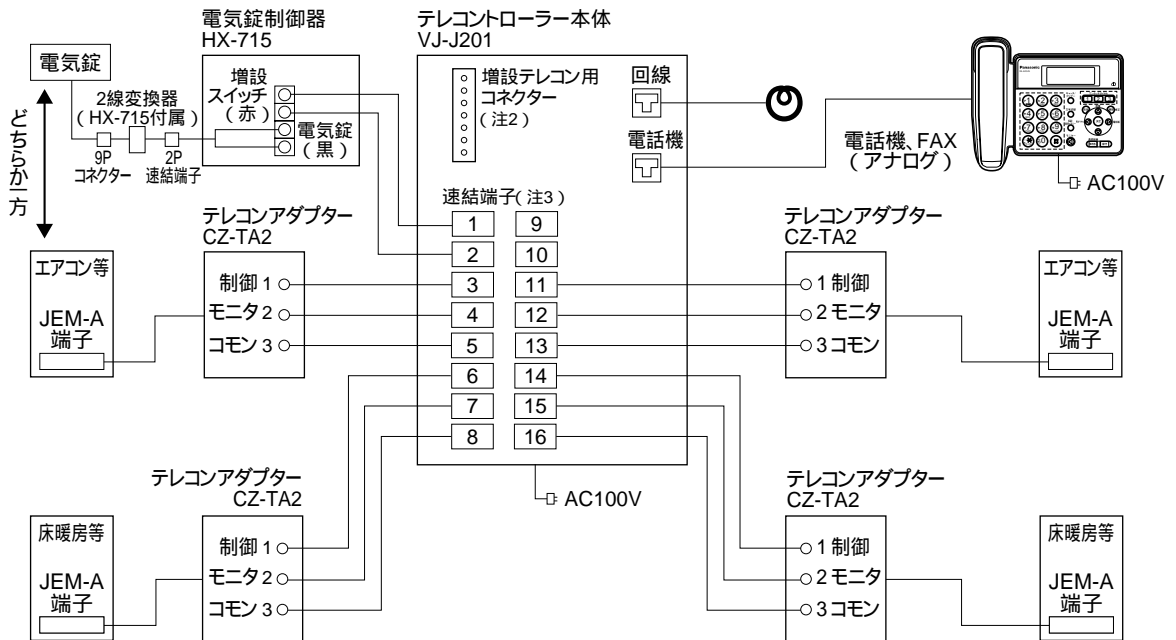 電気錠制御器
HX-715
テレコントローラー本体
VJ-J201
電気錠
2線変換器
(HX-715付属)
9P
コネクター
2P
速結端子
どちらか一方
増設
スイッチ
(赤)
電気錠
(黒)
増設テレコン用
コネクター
(注2)
回線
電話機
電話機、FAX
(アナログ)
Panasonic
AC100V
速結端子(注3)
1 9
2 10
3 11
4 12
5 13
6 14
7 15
8 16
AC100V
テレコンアダプター
CZ-TA2
制御 1
モニタ 2
コモン 3
エアコン等
JEM-A
端子
テレコンアダプター
CZ-TA2
1 制御
2 モニタ
3 コモン
エアコン等
JEM-A
端子
テレコンアダプター
CZ-TA2
制御 1
モニタ 2
コモン 3
床暖房等
JEM-A
端子
テレコンアダプター
CZ-TA2
1 制御
2 モニタ
3 コモン
床暖房等
JEM-A
端子